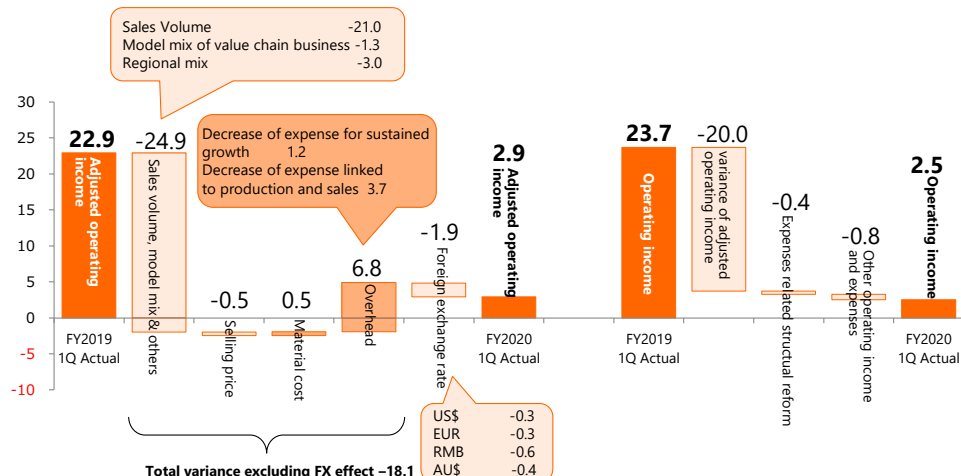 Sales Volume -21.0
Model mix of value chain business -1.3
Regional mix -3.0
30
25
20
15
10
5
0
-5
-10
22.9
Adjusted operating
income
-24.9
Sales volume, model mix & others
Decrease of expense for sustained
growth 1.2
Decrease of expense linked
to production and sales 3.7
-0.5
Selling price
0.5
Material cost
6.8
Overhead
-1.9
Foreign exchange rate
2.9
Adjusted operating
income
FY2019
1Q Actual
FY2020
1Q Actual
US$ -0.3
EUR -0.3
RMB -0.6
AU$ -0.4
Total variance excluding FX effect –18.1
23.7
Operating income
-20.0
variance of adjusted
operating income
-0.4
Expenses related structual reform
-0.8
Other operating income
and expenses
2.5
Operating income
FY2019
1Q Actual
FY2020
1Q Actual